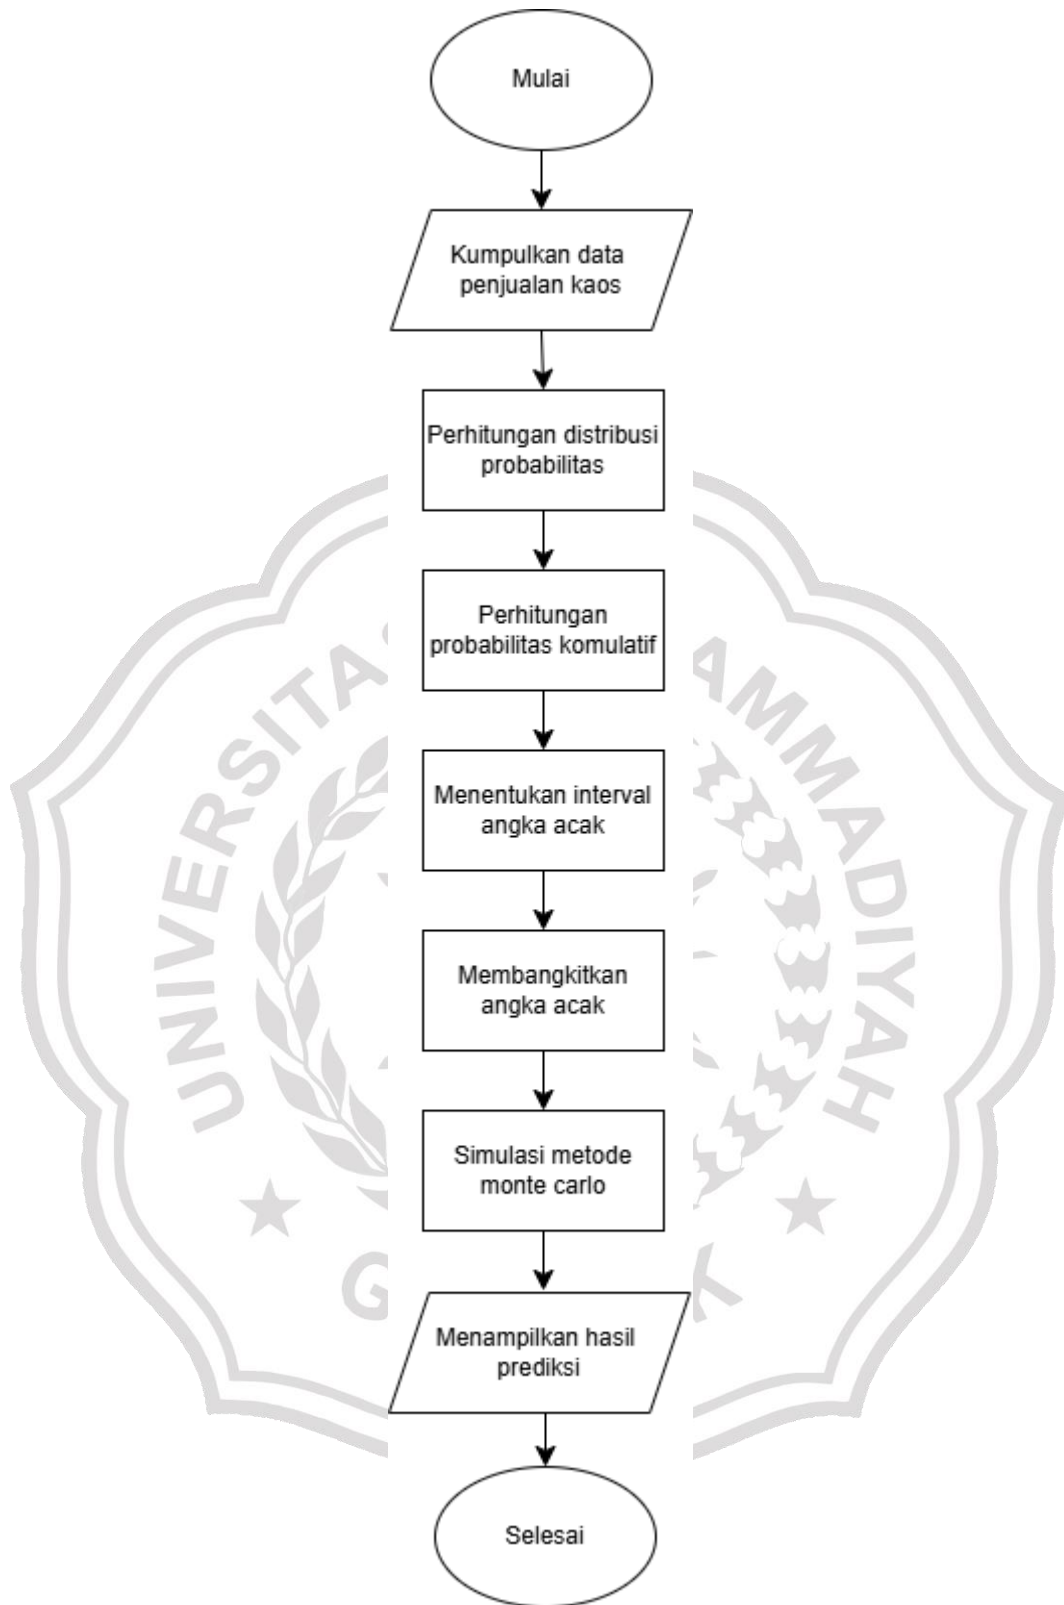 Mulai
Kumpulkan data
penjualan kaos
Perhitungan distribusi
probabilitas
Perhitungan
probabilitas komulatif
Menentukan interval
angka acak
Membangkitkan
angka acak
Simulasi metode
monte carlo
Menampilkan hasil
prediksi
Selesai